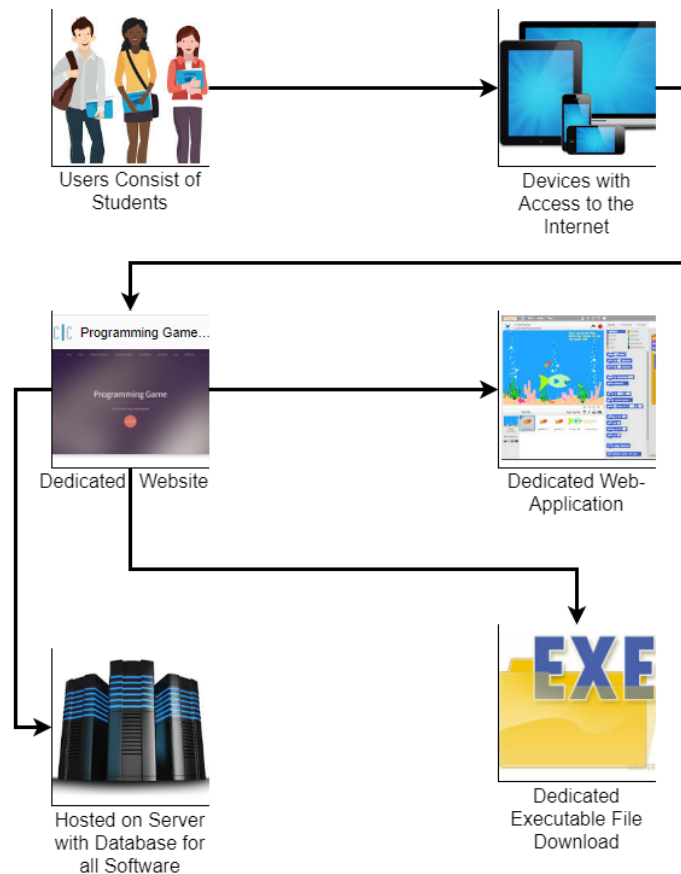 Users Consist of
Students
Devices with
Access to the
Internet
Programming Game...
Programming Game
Dedicated Website
Dedicated Web-
Application
EXE
Hosted on Server
with Database for
all Software
Dedicated
Executable File
Download